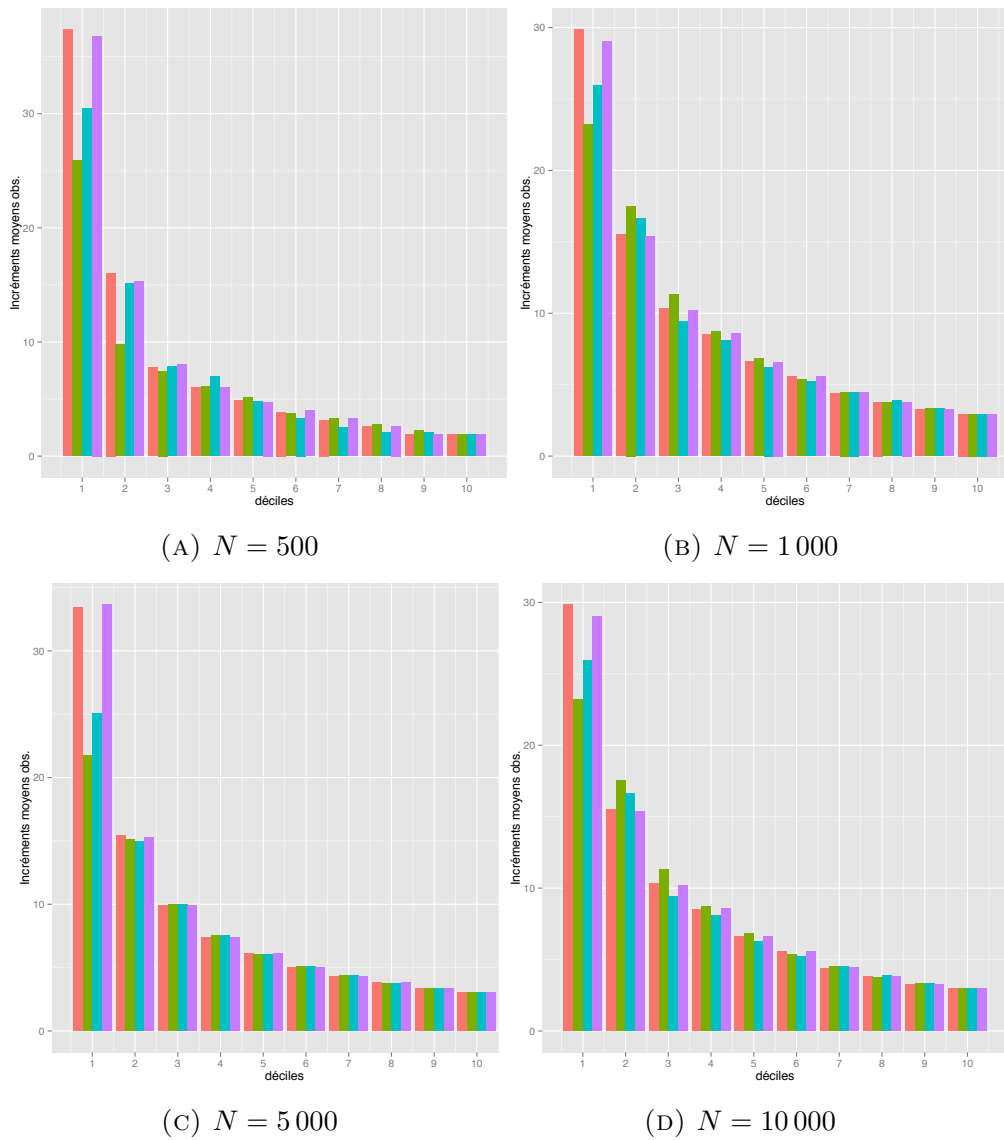 30
20
10
0
Incréments moyens obs.
1 2 3 4 5 6 7 8 9 10
déciles
(A) N = 500
30
20
10
0
Incréments moyens obs.
1 2 3 4 5 6 7 8 9 10
déciles
(B) N = 1 000
30
20
10
0
Incréments moyens obs.
1 2 3 4 5 6 7 8 9 10
déciles
(C) N = 5 000
30
20
10
0
Incréments moyens obs.
1 2 3 4 5 6 7 8 9 10
déciles
(D) N = 10 000